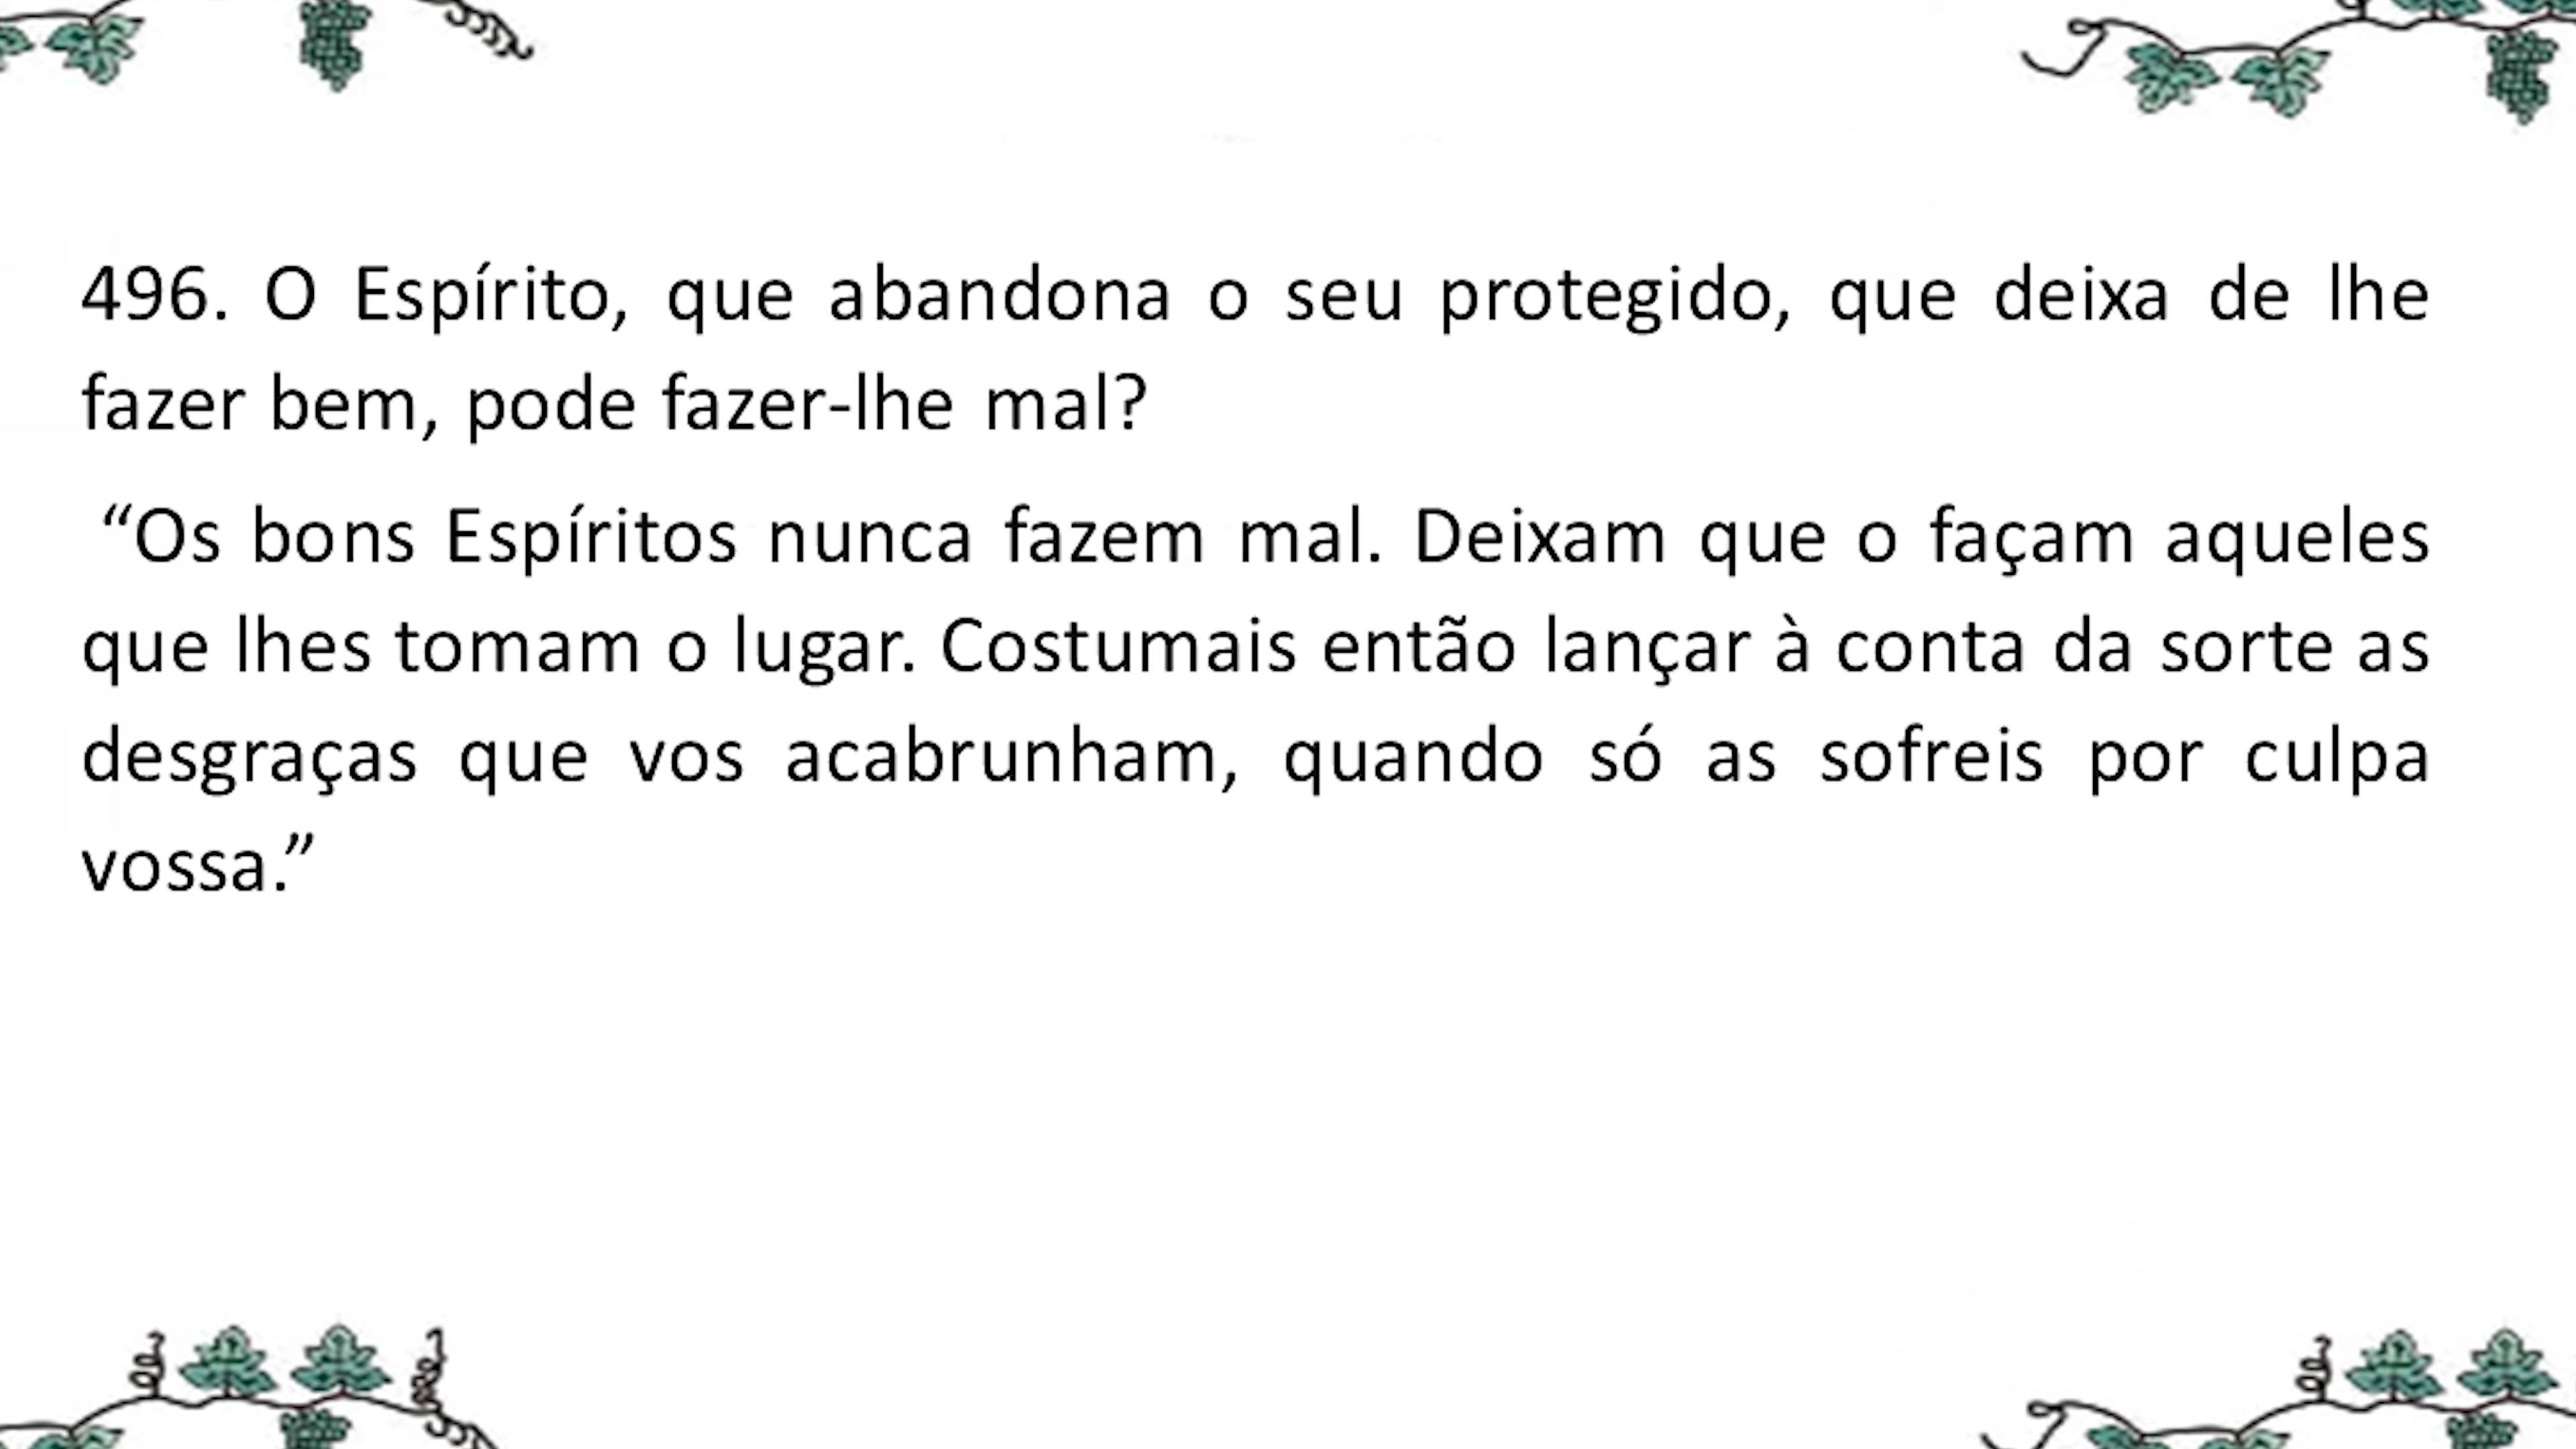 496. O Espírito, que abandona o seu protegido, que deixa de lhe
fazer bem, pode fazer-lhe mal?
“Os bons Espíritos nunca fazem mal. Deixam que o façam aqueles
que lhes tomam o lugar. Costumais então lançar à conta da sorte as
desgraças que vos acabrunham, quando só as sofreis por culpa
vossa.”